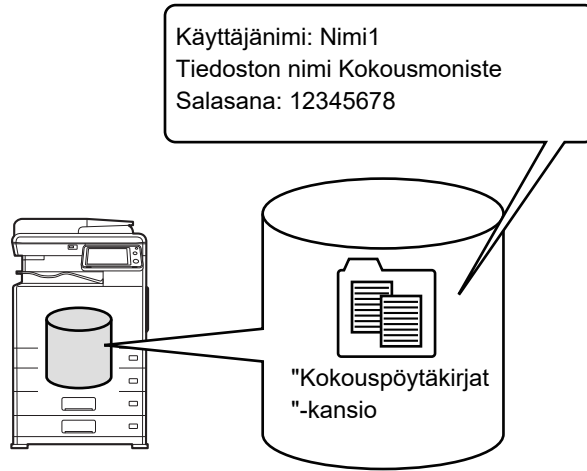 Käyttäjänimi: Nimi1
Tiedoston nimi Kokousmoniste
Salasana: 12345678
"Kokouspöytäkirjat
"-kansio